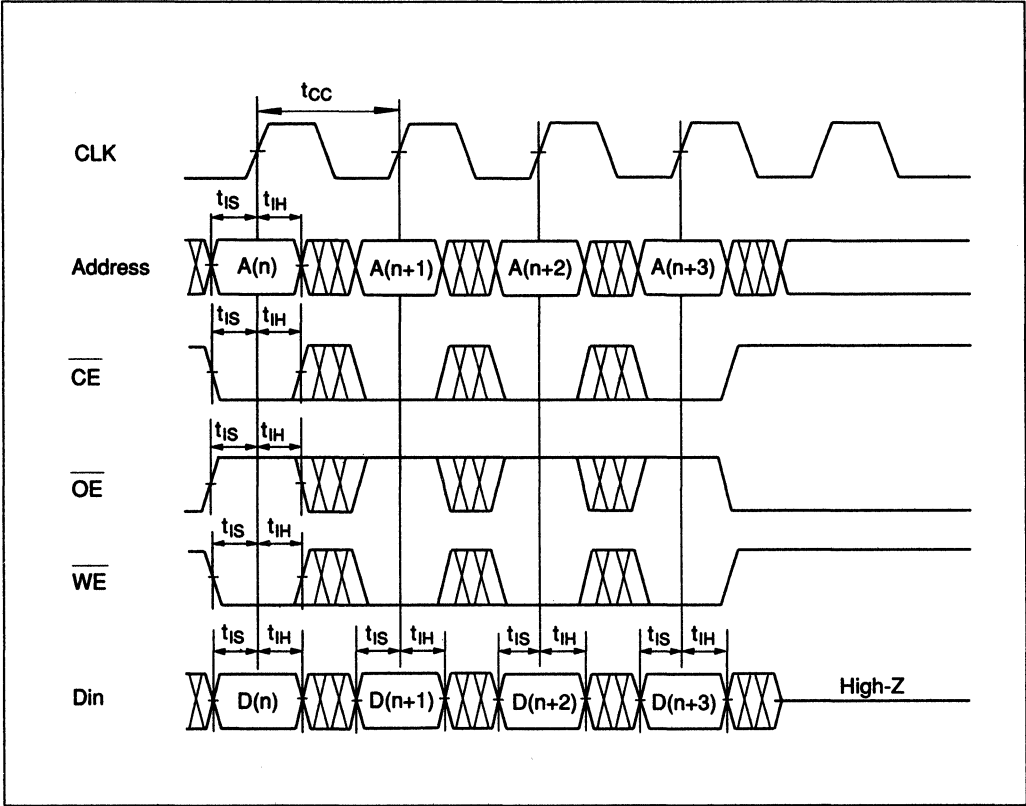 tCC
CLK
tIS tIH
Address A(n) A(n+1) A(n+2) A(n+3)
tIS tIH
CE
tIS tIH
OE
tIS tIH
WE
tIS tIH tIS tIH tIS tIH tIS tIH
Din D(n) D(n+1) D(n+2) D(n+3) High-Z